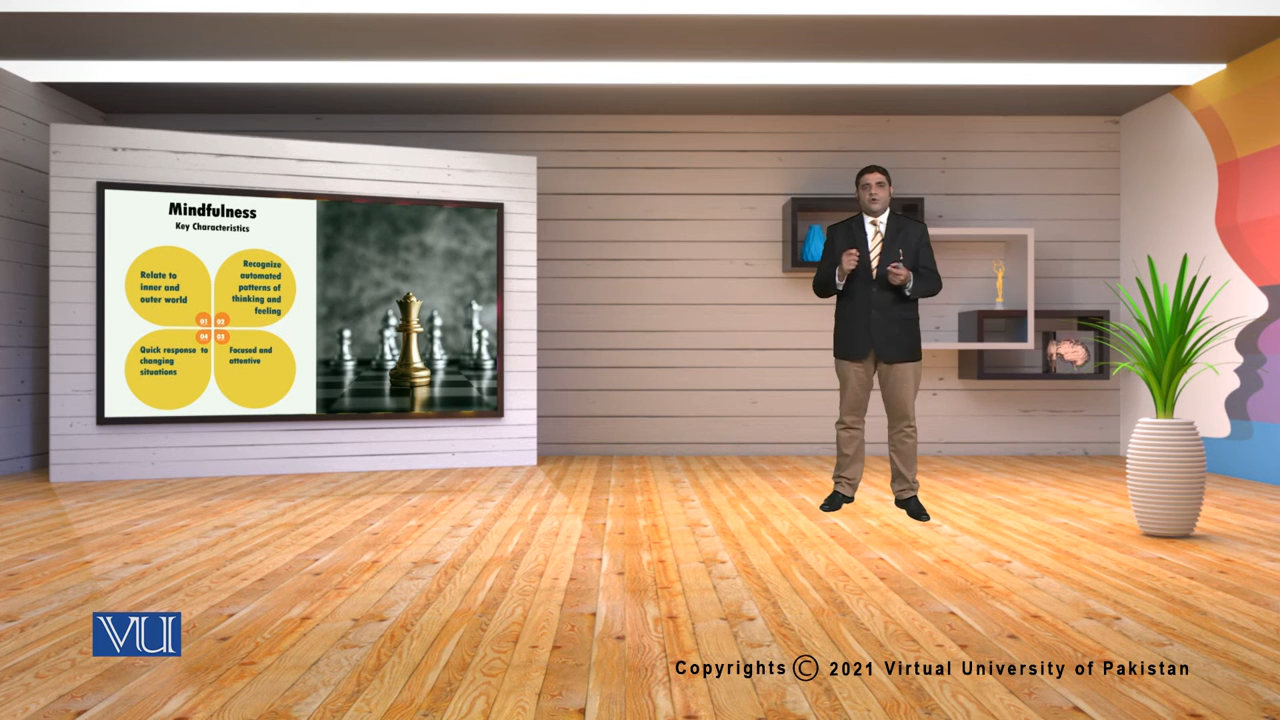 Mindfulness
Key Characteristics
Relate to
inner and
outer world
Recognize
automated
patterns of
thinking and
feeling
01 02
04 03
Quick response to
changing
situations
Focused and
attentive
VU
Copyrights © 2021 Virtual University of Pakistan